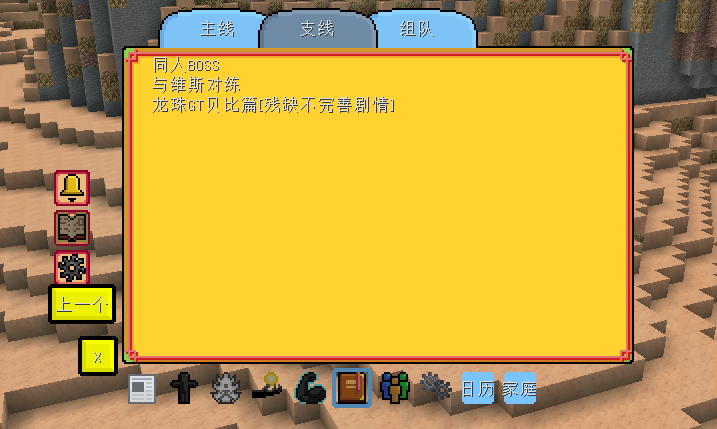 主线
支线
组队
同人BOSS
与维斯对练
龙珠GT贝比篇[残缺不完善剧情]
上一个
X
日历
家庭